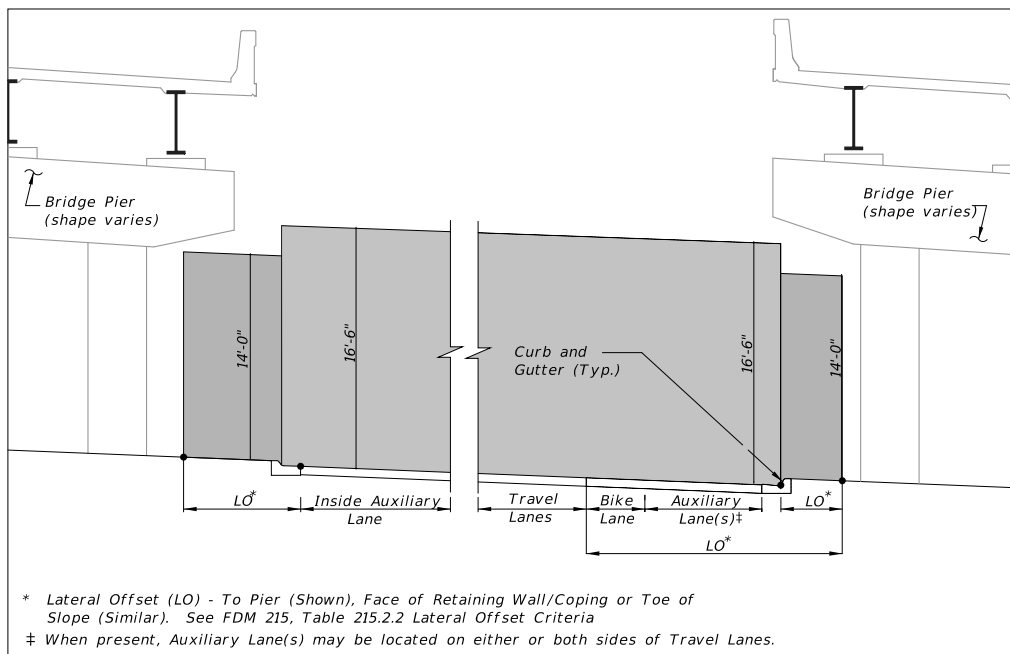 Bridge Pier
(shape varies)
Bridge Pier
(shape varies)
14'-0"
16'-6"
16'-6"
14'-0"
Curb and
Gutter (Typ.)
LO*
Inside Auxiliary
Lane
Travel
Lanes
Bike
Lane
Auxiliary
Lane(s)‡
LO*
LO*
* Lateral Offset (LO) - To Pier (Shown), Face of Retaining Wall/Coping or Toe of
Slope (Similar). See FDM 215, Table 215.2.2 Lateral Offset Criteria
‡ When present, Auxiliary Lane(s) may be located on either or both sides of Travel Lanes.